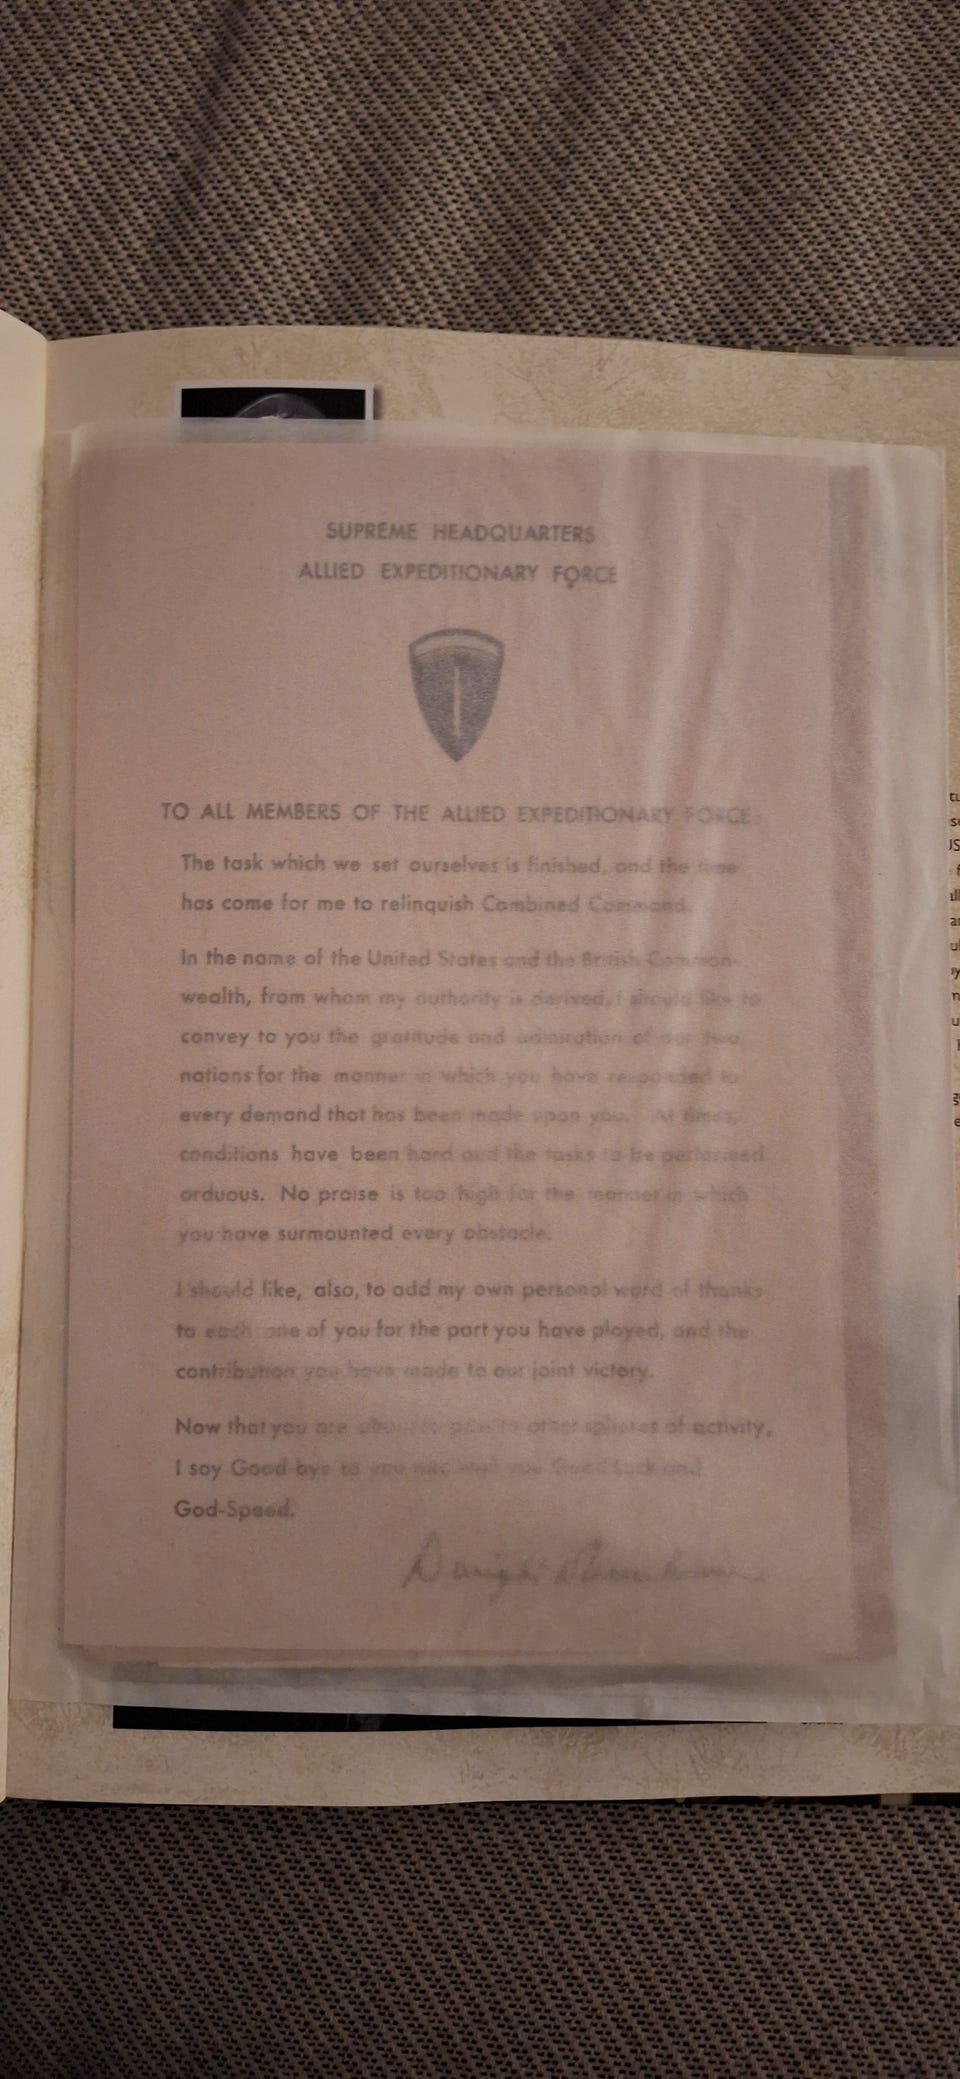 SUPREME HEADQUARTERS
ALLIED EXPEDITIONARY FORCE
TO ALL MEMBERS OF THE ALLIED EXPEDITIONARY FORCE:
The task which we set ourselves is finished, and the time
has come for me to relinquish Combined Command.
In the name of the United States and the British Common-
wealth, from whom my authority is derived, I should like to
convey to you the gratitude and admiration of our two
nations for the manner in which you have responded to
every demand that has been made upon you. At times,
conditions have been hard and the tasks to be performed
arduous. No praise is too high for the manner in which
you have surmounted every obstacle.
I should like, also, to add my own personal word of thanks
to each one of you for the part you have played, and the
contribution you have made to our joint victory.
Now that you are about to pass to other spheres of activity,
I say Good-bye to you and wish you Good Luck and
God-Speed.
Dwight D Eisenhower